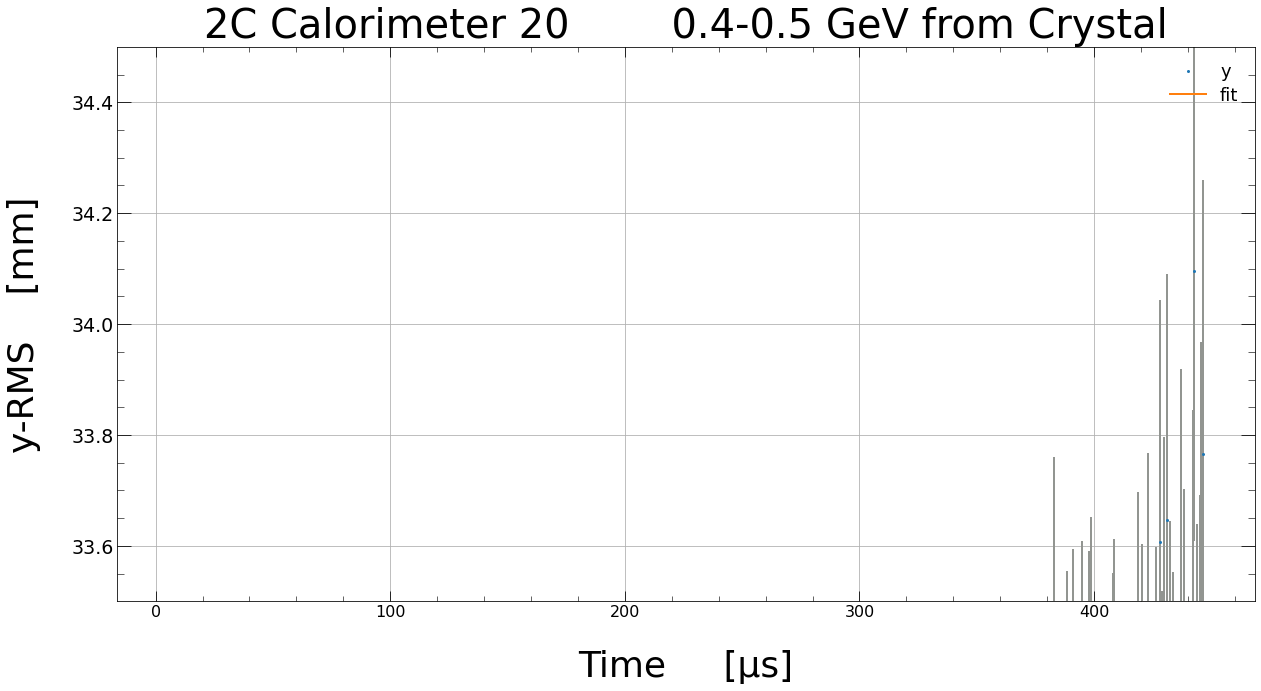 2C Calorimeter 20 0.4-0.5 GeV from Crystal
y
fit
34.4
34.2
34.0
33.8
33.6
y-RMS [mm]
0 100 200 300 400
Time [µs]